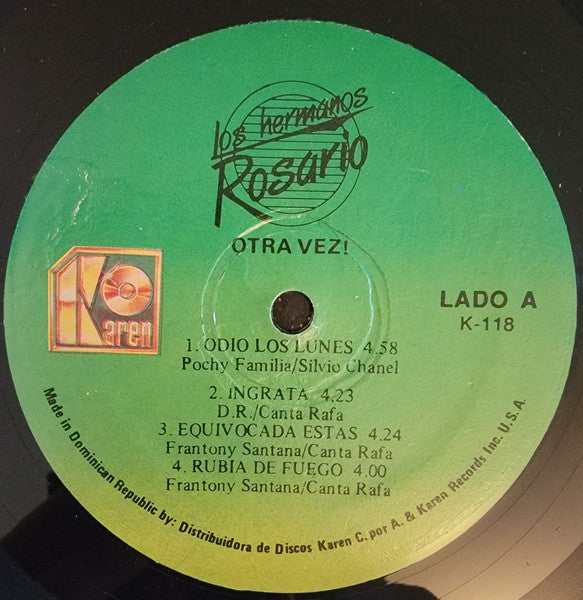 los hermanos
Rosario
OTRA VEZ!
Karen
LADO A
K-118
1. ODIO LOS LUNES 4.58
Pochy Familia/Silvio Chanel
2. INGRATA 4.23
D.R./Canta Rafa
3. EQUIVOCADA ESTAS 4.24
Frantony Santana/Canta Rafa
4. RUBIA DE FUEGO 4.00
Frantony Santana/Canta Rafa
Made in Dominican Republic by: Distribuidora de Discos Karen C. por A. & Karen Records Inc. U.S.A.